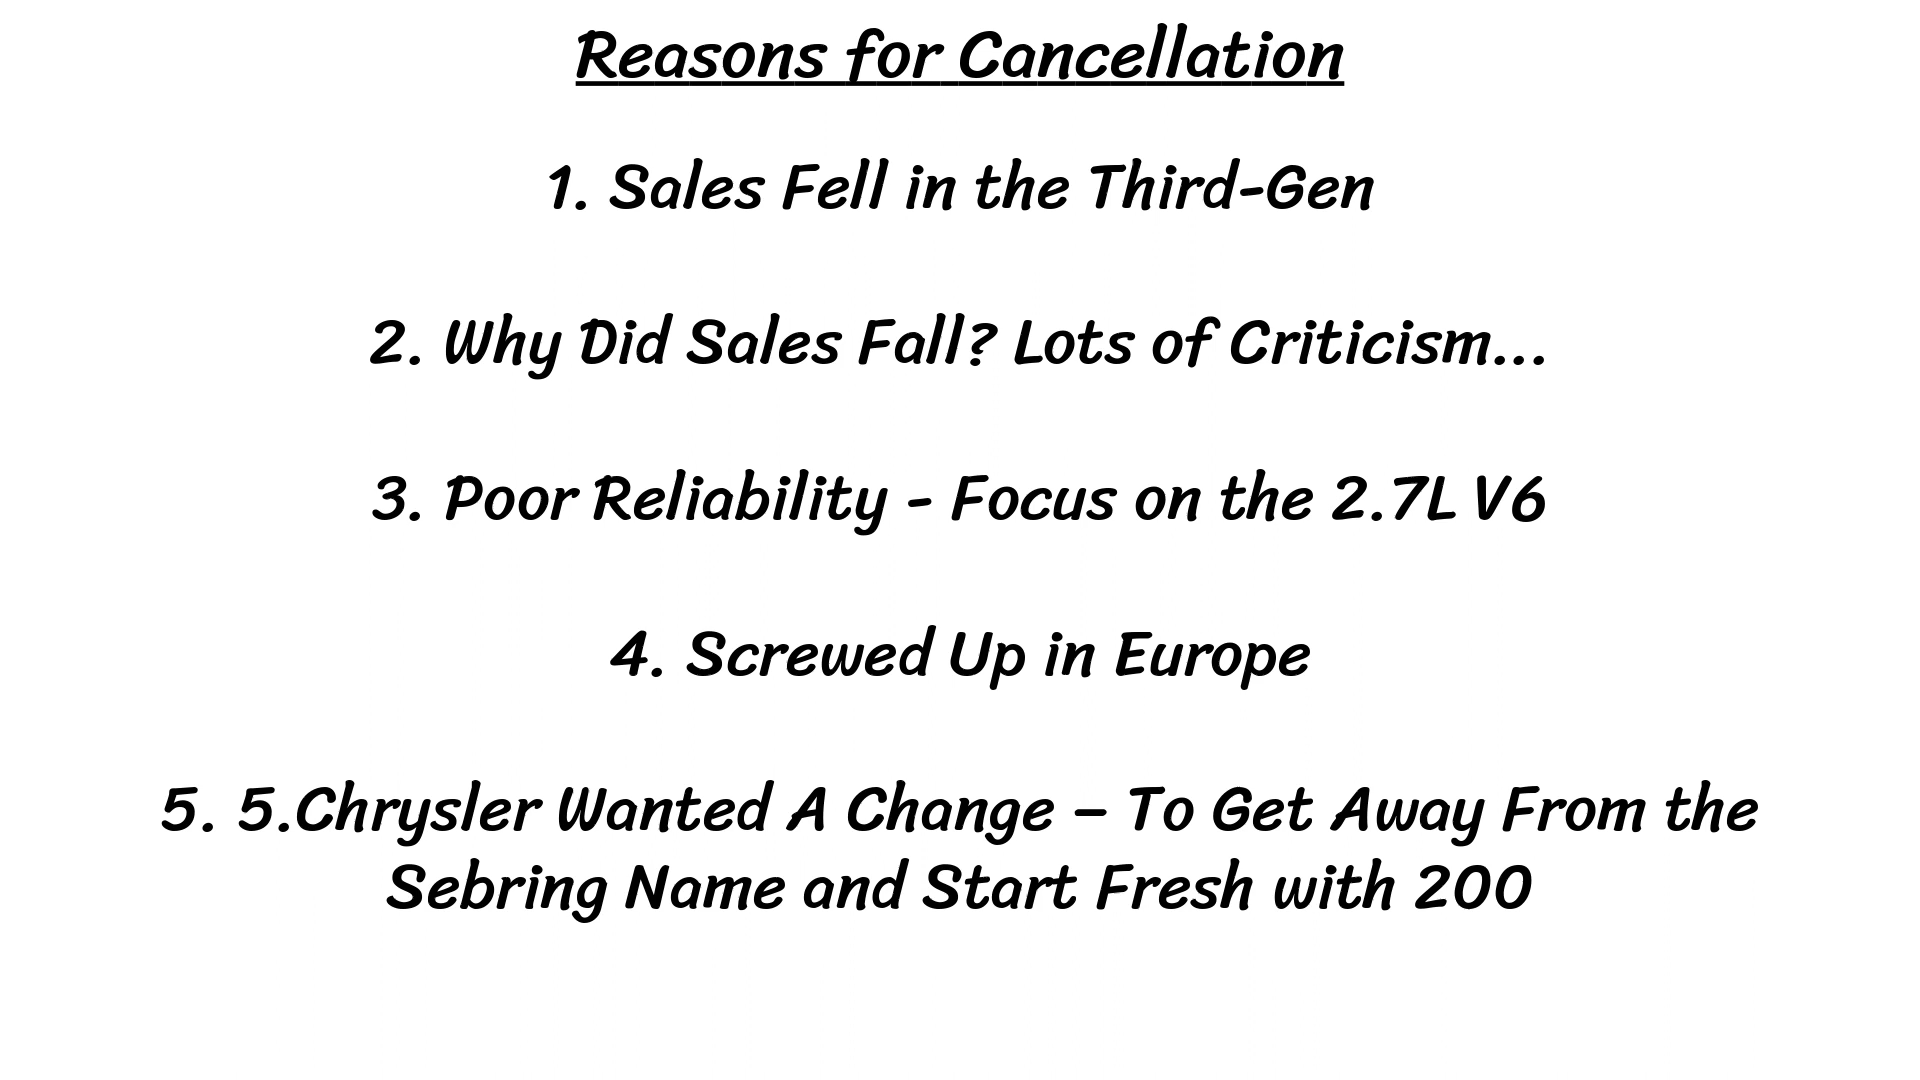 Reasons for Cancellation
1. Sales Fell in the Third-Gen
2. Why Did Sales Fall? Lots of Criticism...
3. Poor Reliability - Focus on the 2.7L V6
4. Screwed Up in Europe
5. 5.Chrysler Wanted A Change – To Get Away From the
Sebring Name and Start Fresh with 200